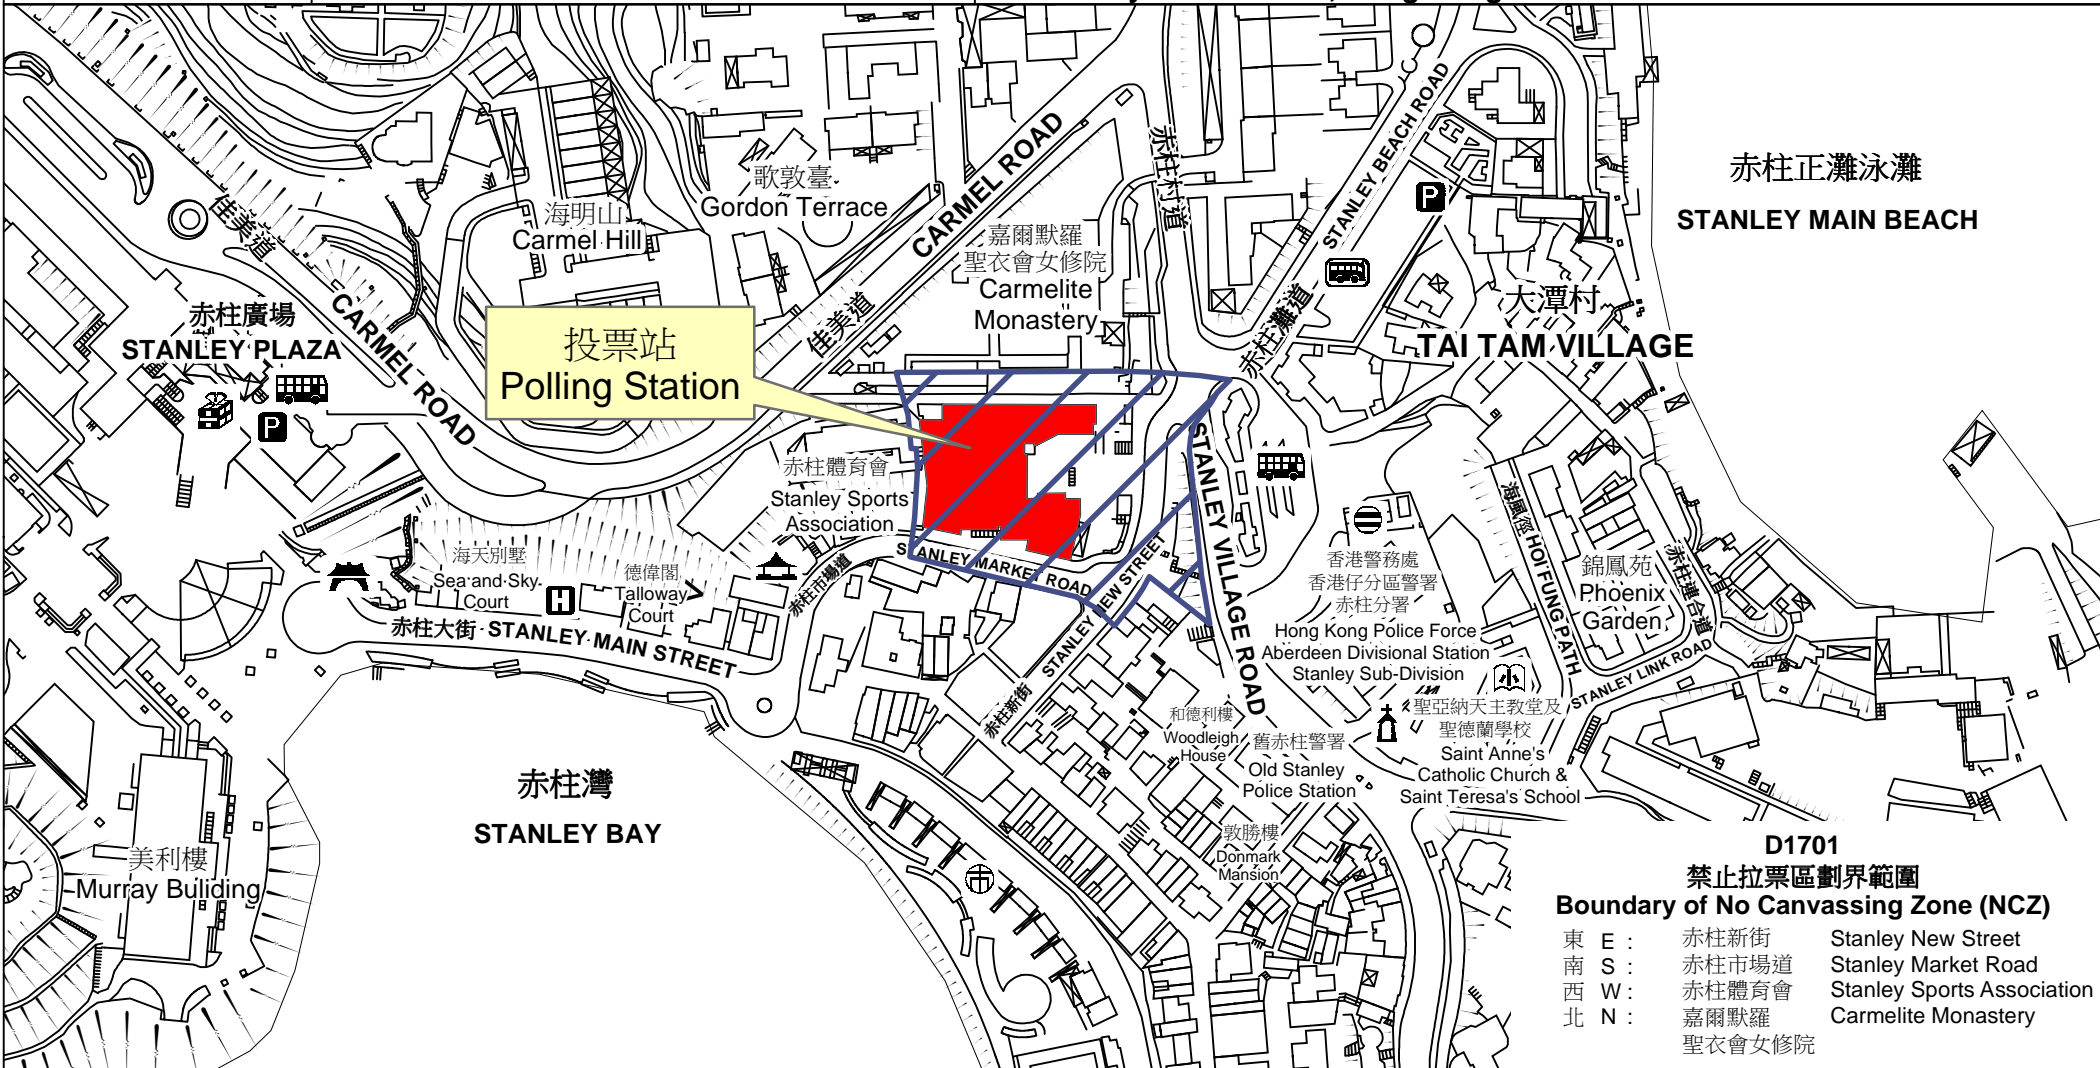 赤柱正灘泳灘
STANLEY MAIN BEACH
歌敦臺
Gordon Terrace
海明山
Carmel Hill
CARMEL ROAD
佳美道
赤柱村道
STANLEY BEACH ROAD
赤柱灘道
P
嘉爾默羅
聖衣會女修院
Carmelite
Monastery
佳美道
CARMEL ROAD
大潭村
TAI TAM VILLAGE
赤柱廣場
STANLEY PLAZA
P
投票站
Polling Station
赤柱體育會
Stanley Sports
Association
STANLEY MARKET ROAD
赤柱市場道
STANLEY NEW STREET
赤柱新街
STANLEY VILLAGE ROAD
海天別墅
Sea and Sky
Court
H
德偉閣
Talloway
Court
赤柱大街 STANLEY MAIN STREET
香港警務處
香港仔分區警署
赤柱分署
Hong Kong Police Force
Aberdeen Divisional Station
Stanley Sub-Division
海風徑 HOI FUNG PATH
錦鳳苑
Phoenix
Garden
赤柱連合道
STANLEY LINK ROAD
聖亞納天主教堂及
聖德蘭學校
Saint Anne's
Catholic Church &
Saint Teresa's School
和德利樓
Woodleigh
House
舊赤柱警署
Old Stanley
Police Station
敦勝樓
Donmark
Mansion
赤柱灣
STANLEY BAY
美利樓
Murray Buliding
D1701
禁止拉票區劃界範圍
Boundary of No Canvassing Zone (NCZ)
東 E : 赤柱新街 Stanley New Street
南 S : 赤柱市場道 Stanley Market Road
西 W : 赤柱體育會 Stanley Sports Association
北 N : 嘉爾默羅 Carmelite Monastery
聖衣會女修院